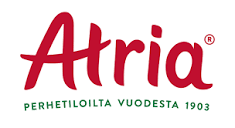 Atria®
PERHETILOILTA VUODESTA 1903